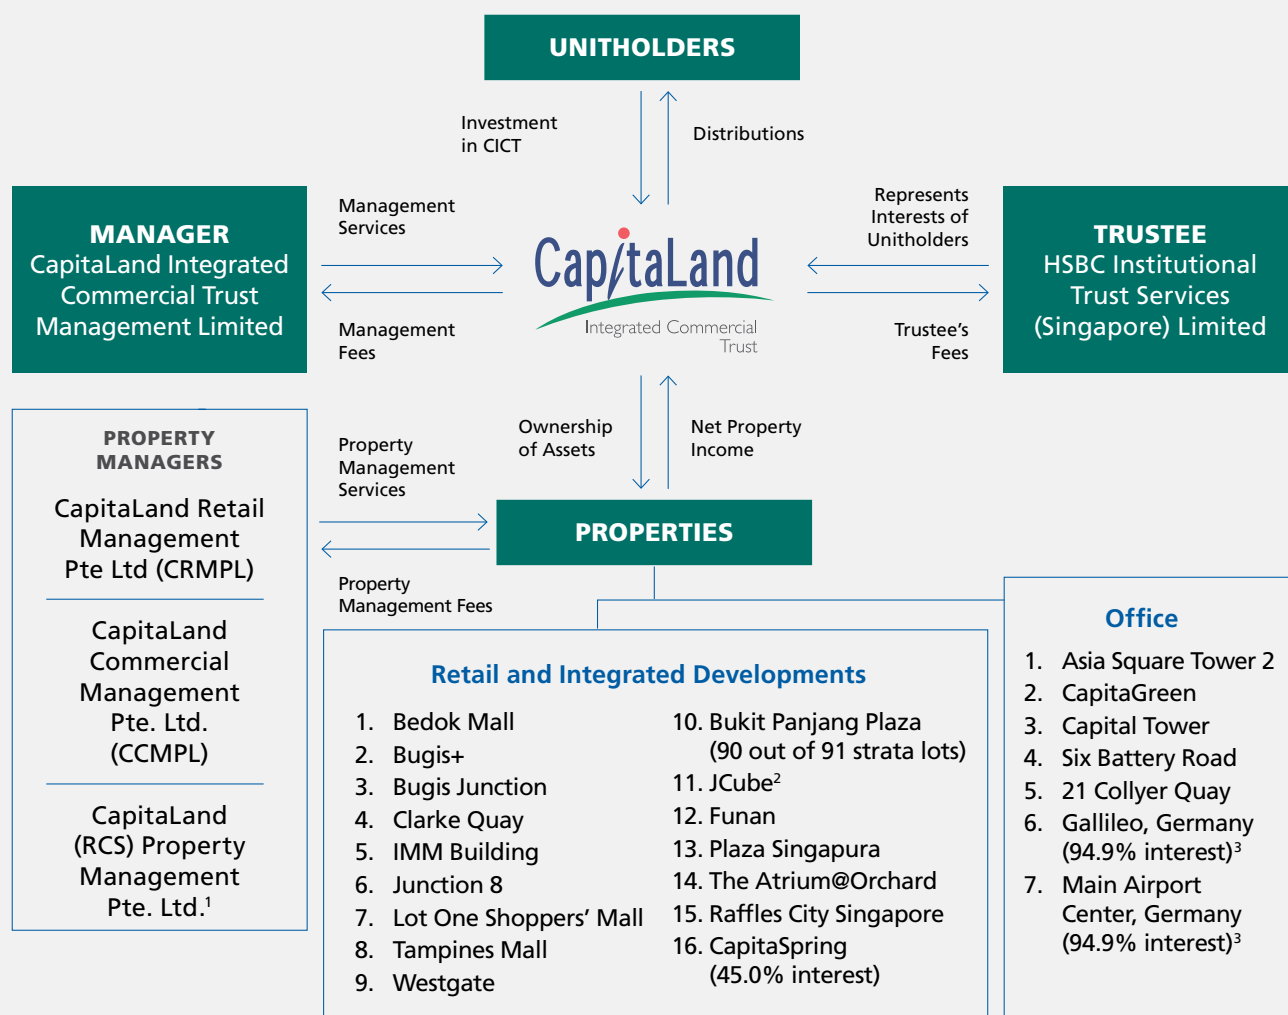 UNITHOLDERS
Investment
in CICT
Distributions
MANAGER
CapitaLand Integrated
Commercial Trust
Management Limited
Management
Services
Management
Fees
CapitaLand
Integrated Commercial
Trust
Represents
Interests of
Unitholders
Trustee's
Fees
TRUSTEE
HSBC Institutional
Trust Services
(Singapore) Limited
PROPERTY
MANAGERS
CapitaLand Retail
Management
Pte Ltd (CRMPL)
CapitaLand
Commercial
Management
Pte. Ltd.
(CCMPL)
CapitaLand
(RCS) Property
Management
Pte. Ltd.¹
Property
Management
Services
Property
Management Fees
Ownership
of Assets
Net Property
Income
PROPERTIES
Retail and Integrated Developments
1. Bedok Mall
2. Bugis+
3. Bugis Junction
4. Clarke Quay
5. IMM Building
6. Junction 8
7. Lot One Shoppers' Mall
8. Tampines Mall
9. Westgate
10. Bukit Panjang Plaza
(90 out of 91 strata lots)
11. JCube²
12. Funan
13. Plaza Singapura
14. The Atrium@Orchard
15. Raffles City Singapore
16. CapitaSpring
(45.0% interest)
Office
1. Asia Square Tower 2
2. CapitaGreen
3. Capital Tower
4. Six Battery Road
5. 21 Collyer Quay
6. Gallileo, Germany
(94.9% interest)³
7. Main Airport
Center, Germany
(94.9% interest)³